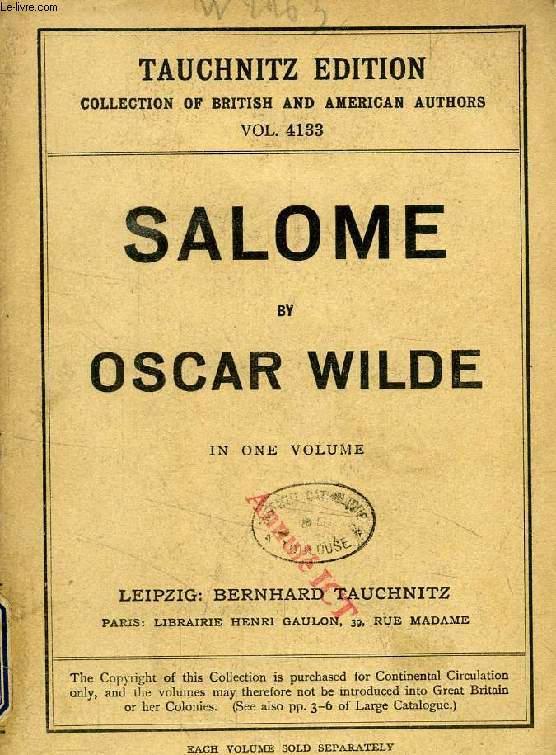 Le-livre.com
TAUCHNITZ EDITION
COLLECTION OF BRITISH AND AMERICAN AUTHORS
VOL. 4133
SALOME
BY
OSCAR WILDE
IN ONE VOLUME
TOULOUSE
Annulé ICT
LEIPZIG: BERNHARD TAUCHNITZ
PARIS: LIBRAIRIE HENRI GAULON, 39, RUE MADAME
The Copyright of this Collection is purchased for Continental Circulation
only, and the volumes may therefore not be introduced into Great Britain
or her Colonies. (See also pp. 3-6 of Large Catalogue.)
EACH VOLUME SOLD SEPARATELY